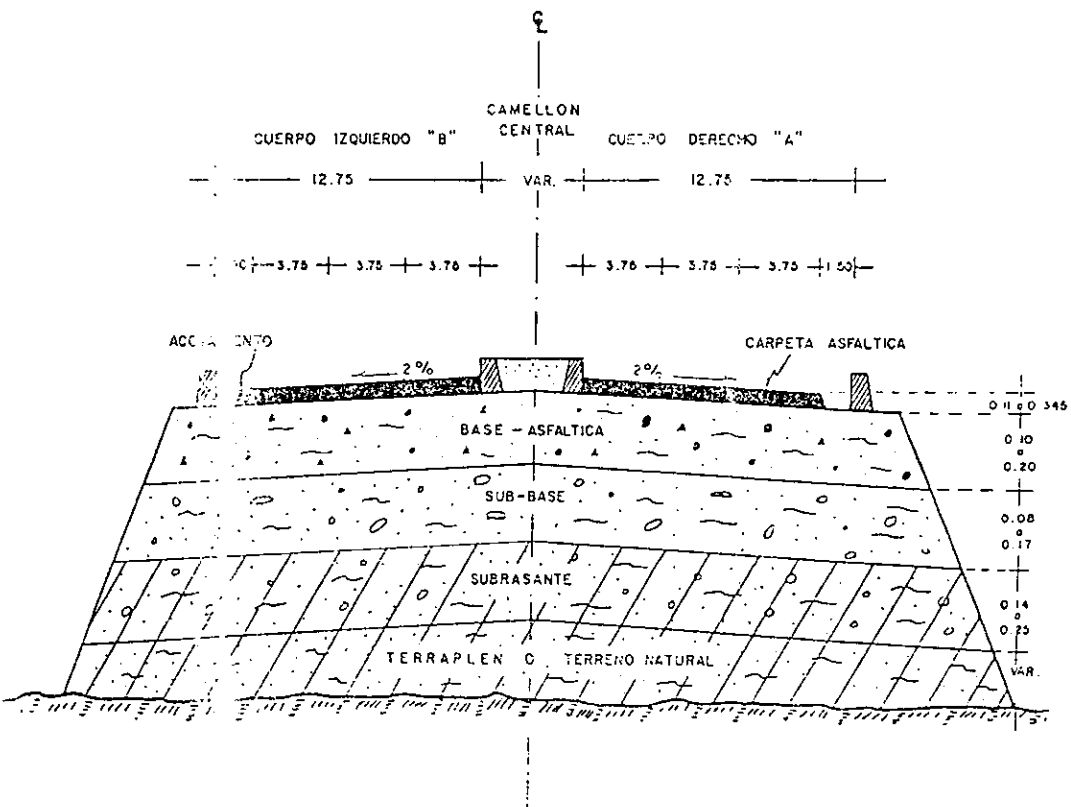 ℄
CAMELLON
CENTRAL
CUERPO IZQUIERDO "B"
DERECHO "A"
12.75
VAR.
12.75
3.75
3.75
3.75
3.75
3.75
3.75
1.50
CARPETA ASFALTICA
2%
2%
0.345
BASE - ASFALTICA
0.10
a
0.20
SUB-BASE
0.08
a
0.17
SUBRASANTE
0.14
a
0.25
TERRAPLEN O TERRENO NATURAL
VAR.